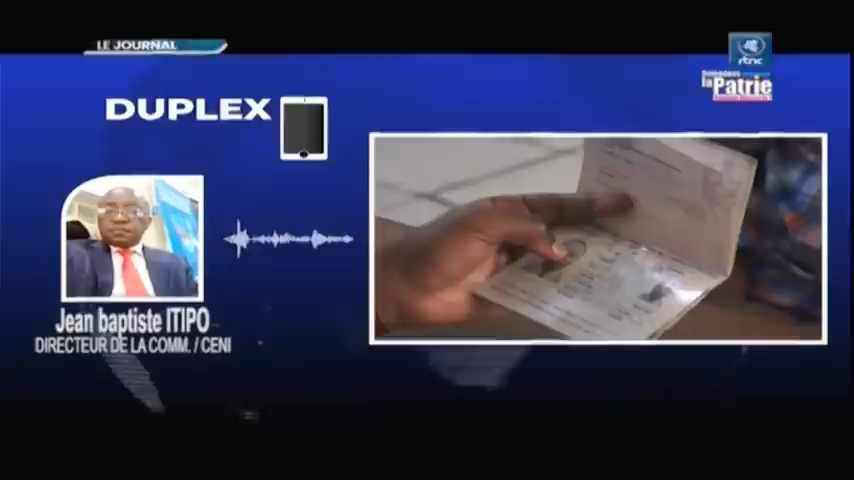 LE JOURNAL
rtnc
la Patrie
DUPLEX
Jean baptiste ITIPO
DIRECTEUR DE LA COMM. / CENI